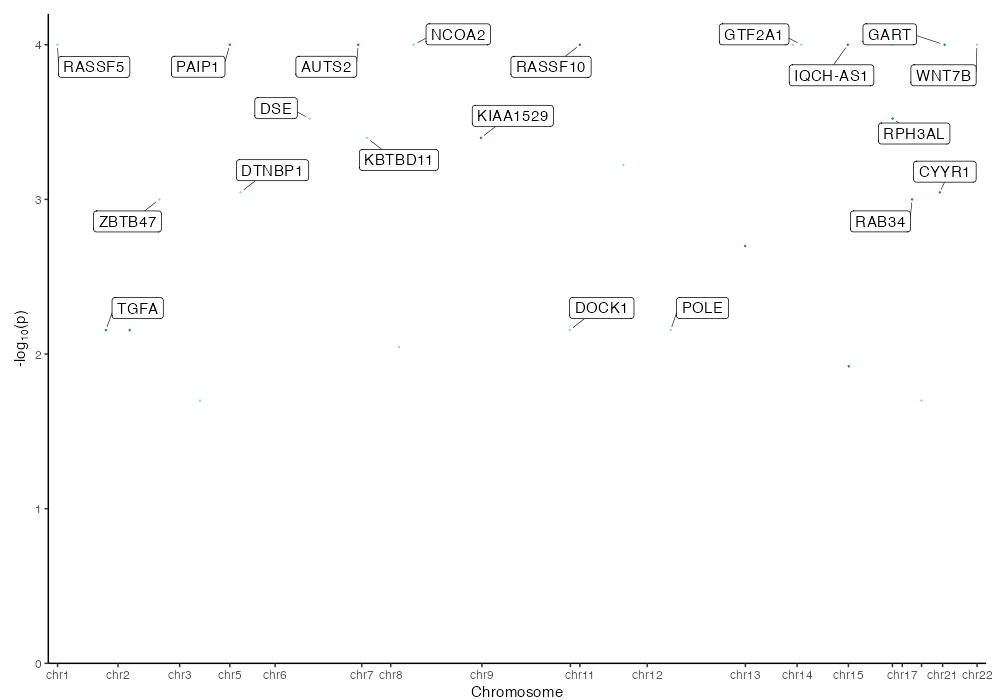 4
NCOA2
GTF2A1
GART
RASSF5
PAIP1
AUTS2
RASSF10
IQCH-AS1
WNT7B
DSE
KIAA1529
RPH3AL
KBTBD11
DTNBP1
CYYR1
3
ZBTB47
RAB34
TGFA
DOCK1
POLE
-log10(p)
2
1
0
chr1 chr2 chr3 chr5 chr6 chr7 chr8 chr9 chr11 chr12 chr13 chr14 chr15 chr17 chr21 chr22
Chromosome